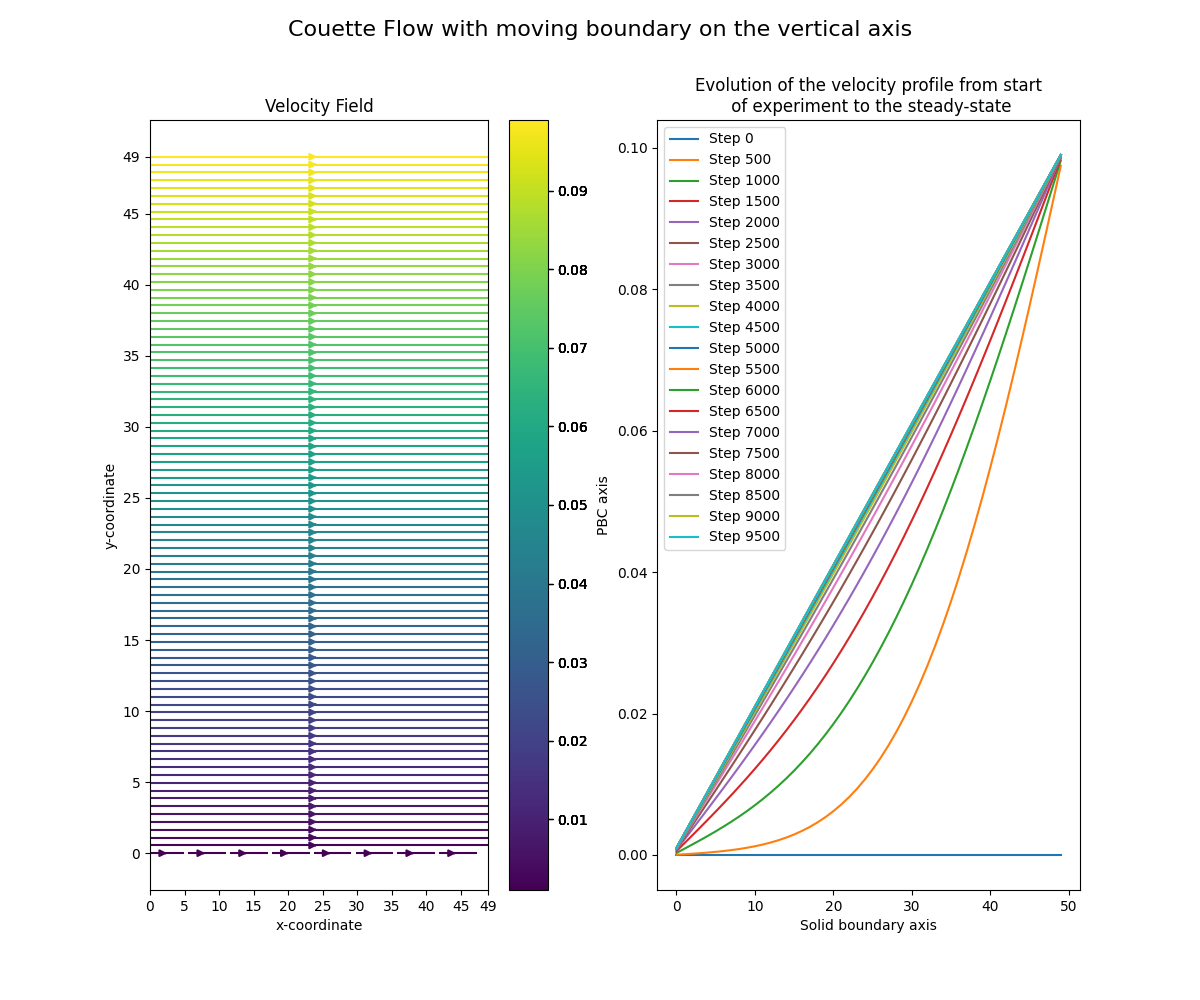 Couette Flow with moving boundary on the vertical axis
Velocity Field
49
45
40
35
30
25
20
15
10
5
0
y-coordinate
0 5 10 15 20 25 30 35 40 45 49
x-coordinate
0.09
0.08
0.07
0.06
0.05
0.04
0.03
0.02
0.01
Evolution of the velocity profile from start
of experiment to the steady-state
PBC axis
0.10
0.08
0.06
0.04
0.02
0.00
Step 0
Step 500
Step 1000
Step 1500
Step 2000
Step 2500
Step 3000
Step 3500
Step 4000
Step 4500
Step 5000
Step 5500
Step 6000
Step 6500
Step 7000
Step 7500
Step 8000
Step 8500
Step 9000
Step 9500
0 10 20 30 40 50
Solid boundary axis